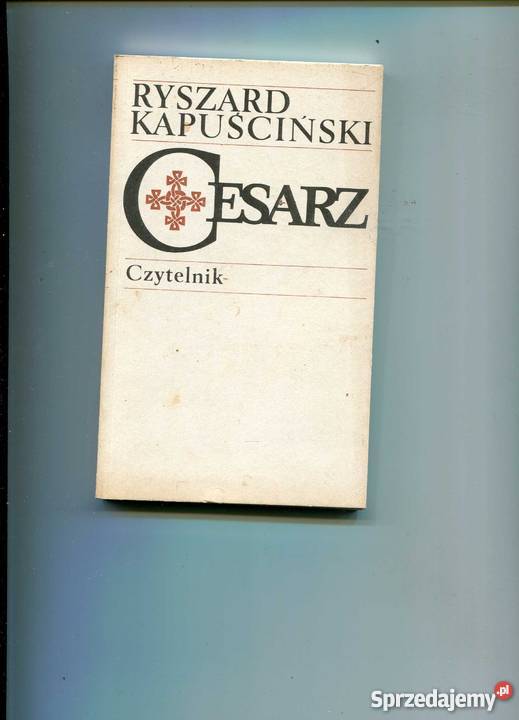 RYSZARD
KAPUŚCIŃSKI
CESARZ
Czytelnik
Sprzedajemy.pl